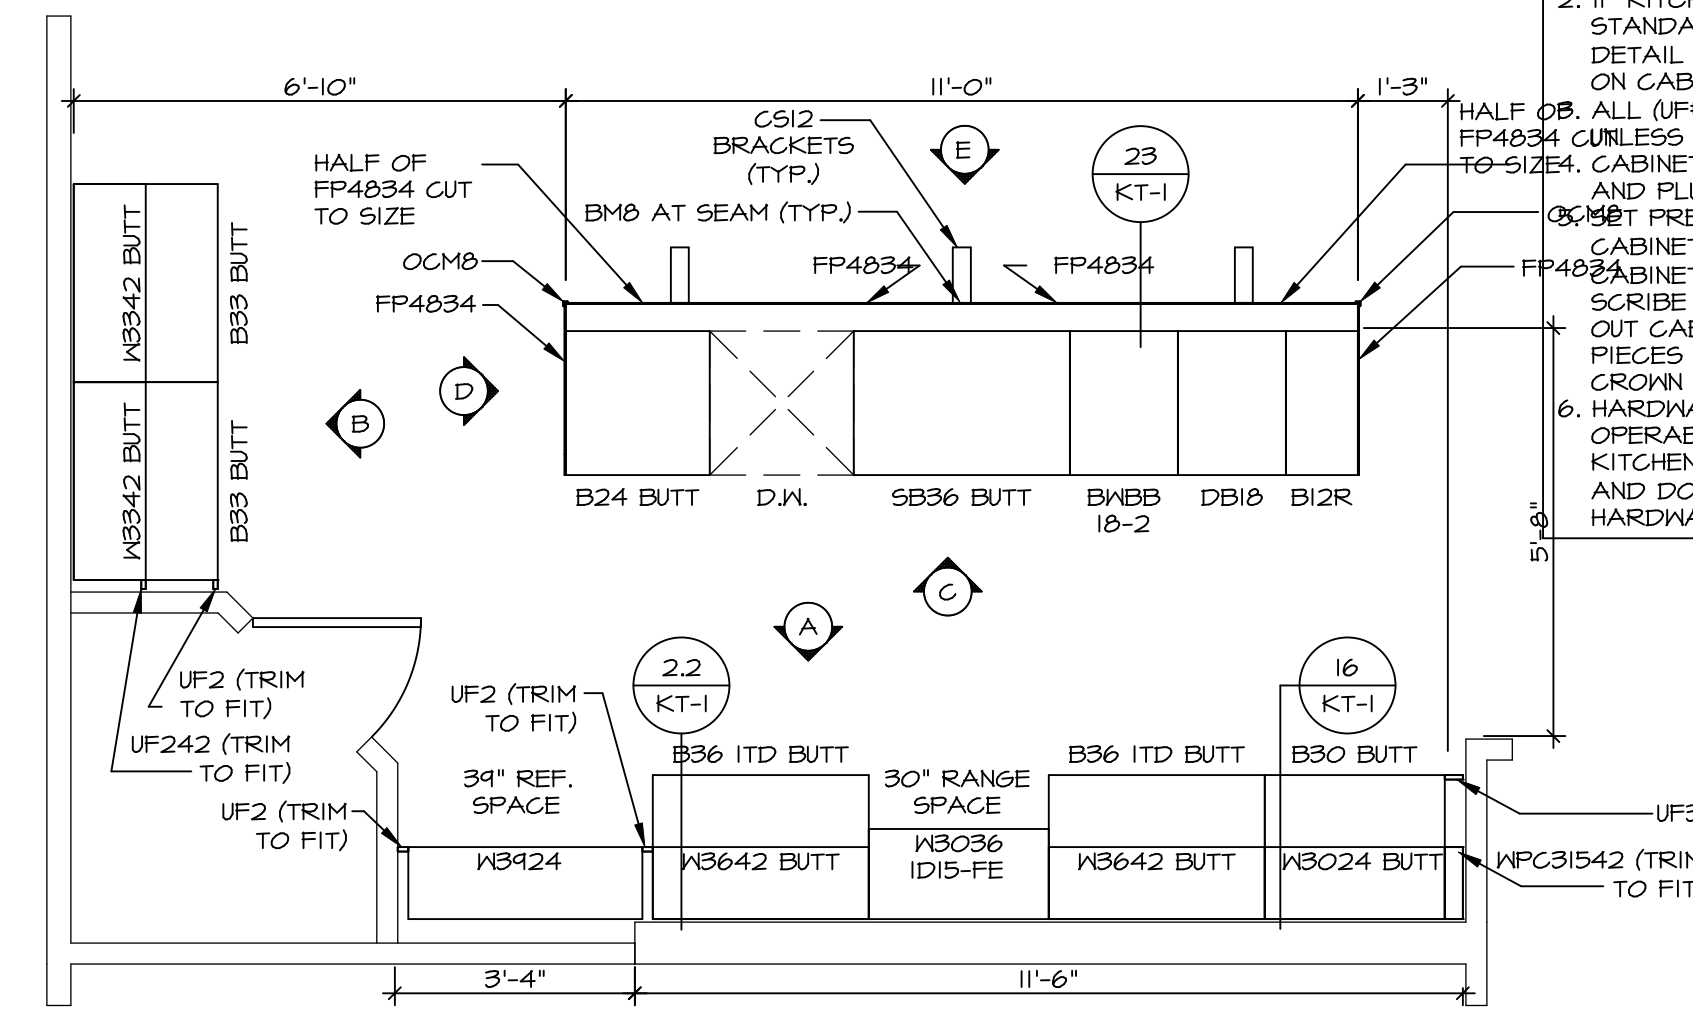 6'-10"
11'-0"
1'-3"
CS12
BRACKETS
(TYP.)
E
23
KT-1
HALF OF
FP4834 CUT
TO SIZE
BM8 AT SEAM (TYP.)
OCM8
FP4834
FP4834
FP4834
HALF OF
FP4834 CUT
TO SIZE
OCM8
FP4834
STANDA
DETAIL
ON CAB
3. ALL (UF
UNLESS
4. CABINET
AND PLU
5. SET PRE
CABINET
CABINET
SCRIBE
OUT CAB
PIECES
CROWN
6. HARDWA
OPERAB
KITCHEN
AND DO
HARDWA
W3342 BUTT
B33 BUTT
W3342 BUTT
B33 BUTT
B
D
B24 BUTT
D.W.
SB36 BUTT
BWBB
18-2
DB18
B12R
5'-8"
C
A
UF2 (TRIM
TO FIT)
UF242 (TRIM
TO FIT)
UF2 (TRIM
TO FIT)
UF2 (TRIM
TO FIT)
2.2
KT-1
16
KT-1
B36 1TD BUTT
B36 1TD BUTT
B30 BUTT
39" REF.
SPACE
30" RANGE
SPACE
W3924
W3642 BUTT
W3036
1D15-FE
W3642 BUTT
W3024 BUTT
UF3
WPC31542 (TRIM
TO FIT
3'-4"
11'-6"